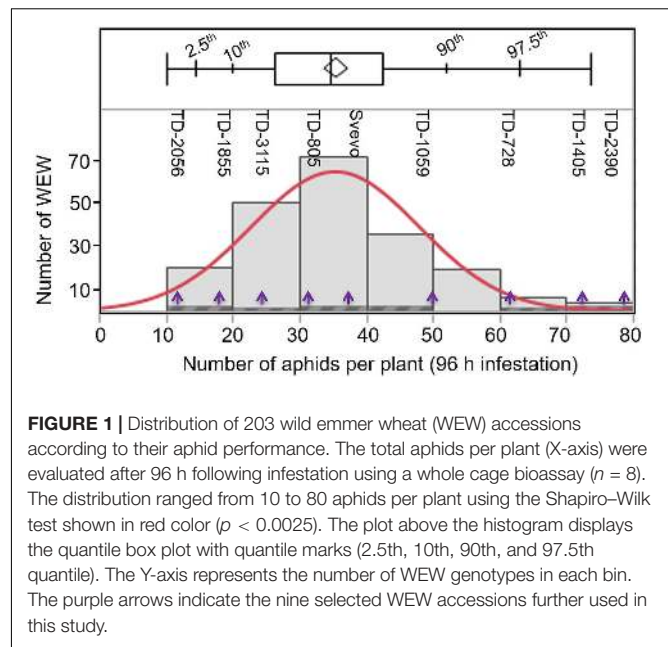 2.5th 10th 90th 97.5th
TD-2056 TD-1855 TD-3115 TD-805 Svevo TD-1059 TD-728 TD-1405 TD-2390
Number of WEW
70
50
30
10
0 10 20 30 40 50 60 70 80
Number of aphids per plant (96 h infestation)
FIGURE 1 | Distribution of 203 wild emmer wheat (WEW) accessions
according to their aphid performance. The total aphids per plant (X-axis) were
evaluated after 96 h following infestation using a whole cage bioassay (n = 8).
The distribution ranged from 10 to 80 aphids per plant using the Shapiro–Wilk
test shown in red color (p < 0.0025). The plot above the histogram displays
the quantile box plot with quantile marks (2.5th, 10th, 90th, and 97.5th
quantile). The Y-axis represents the number of WEW genotypes in each bin.
The purple arrows indicate the nine selected WEW accessions further used in
this study.